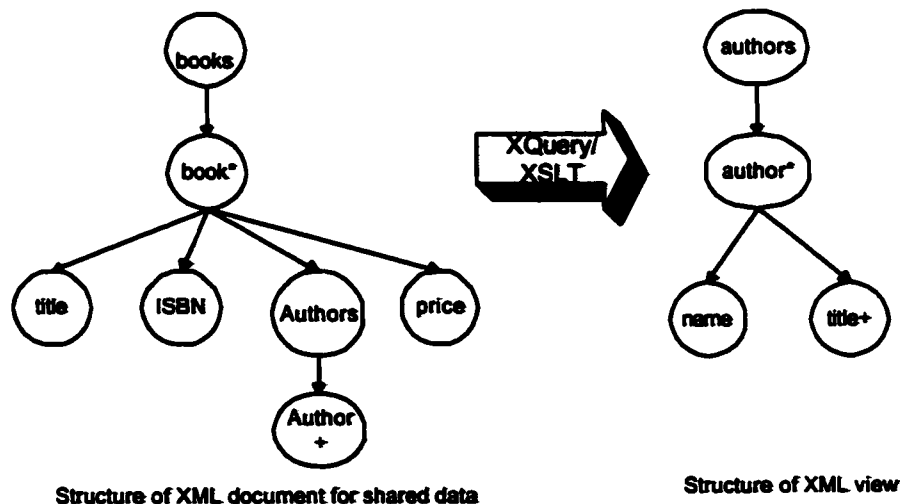 books
book*
title
ISBN
Authors
price
Author
+
Structure of XML document for shared data
XQuery/
XSLT
authors
author*
name
title+
Structure of XML view